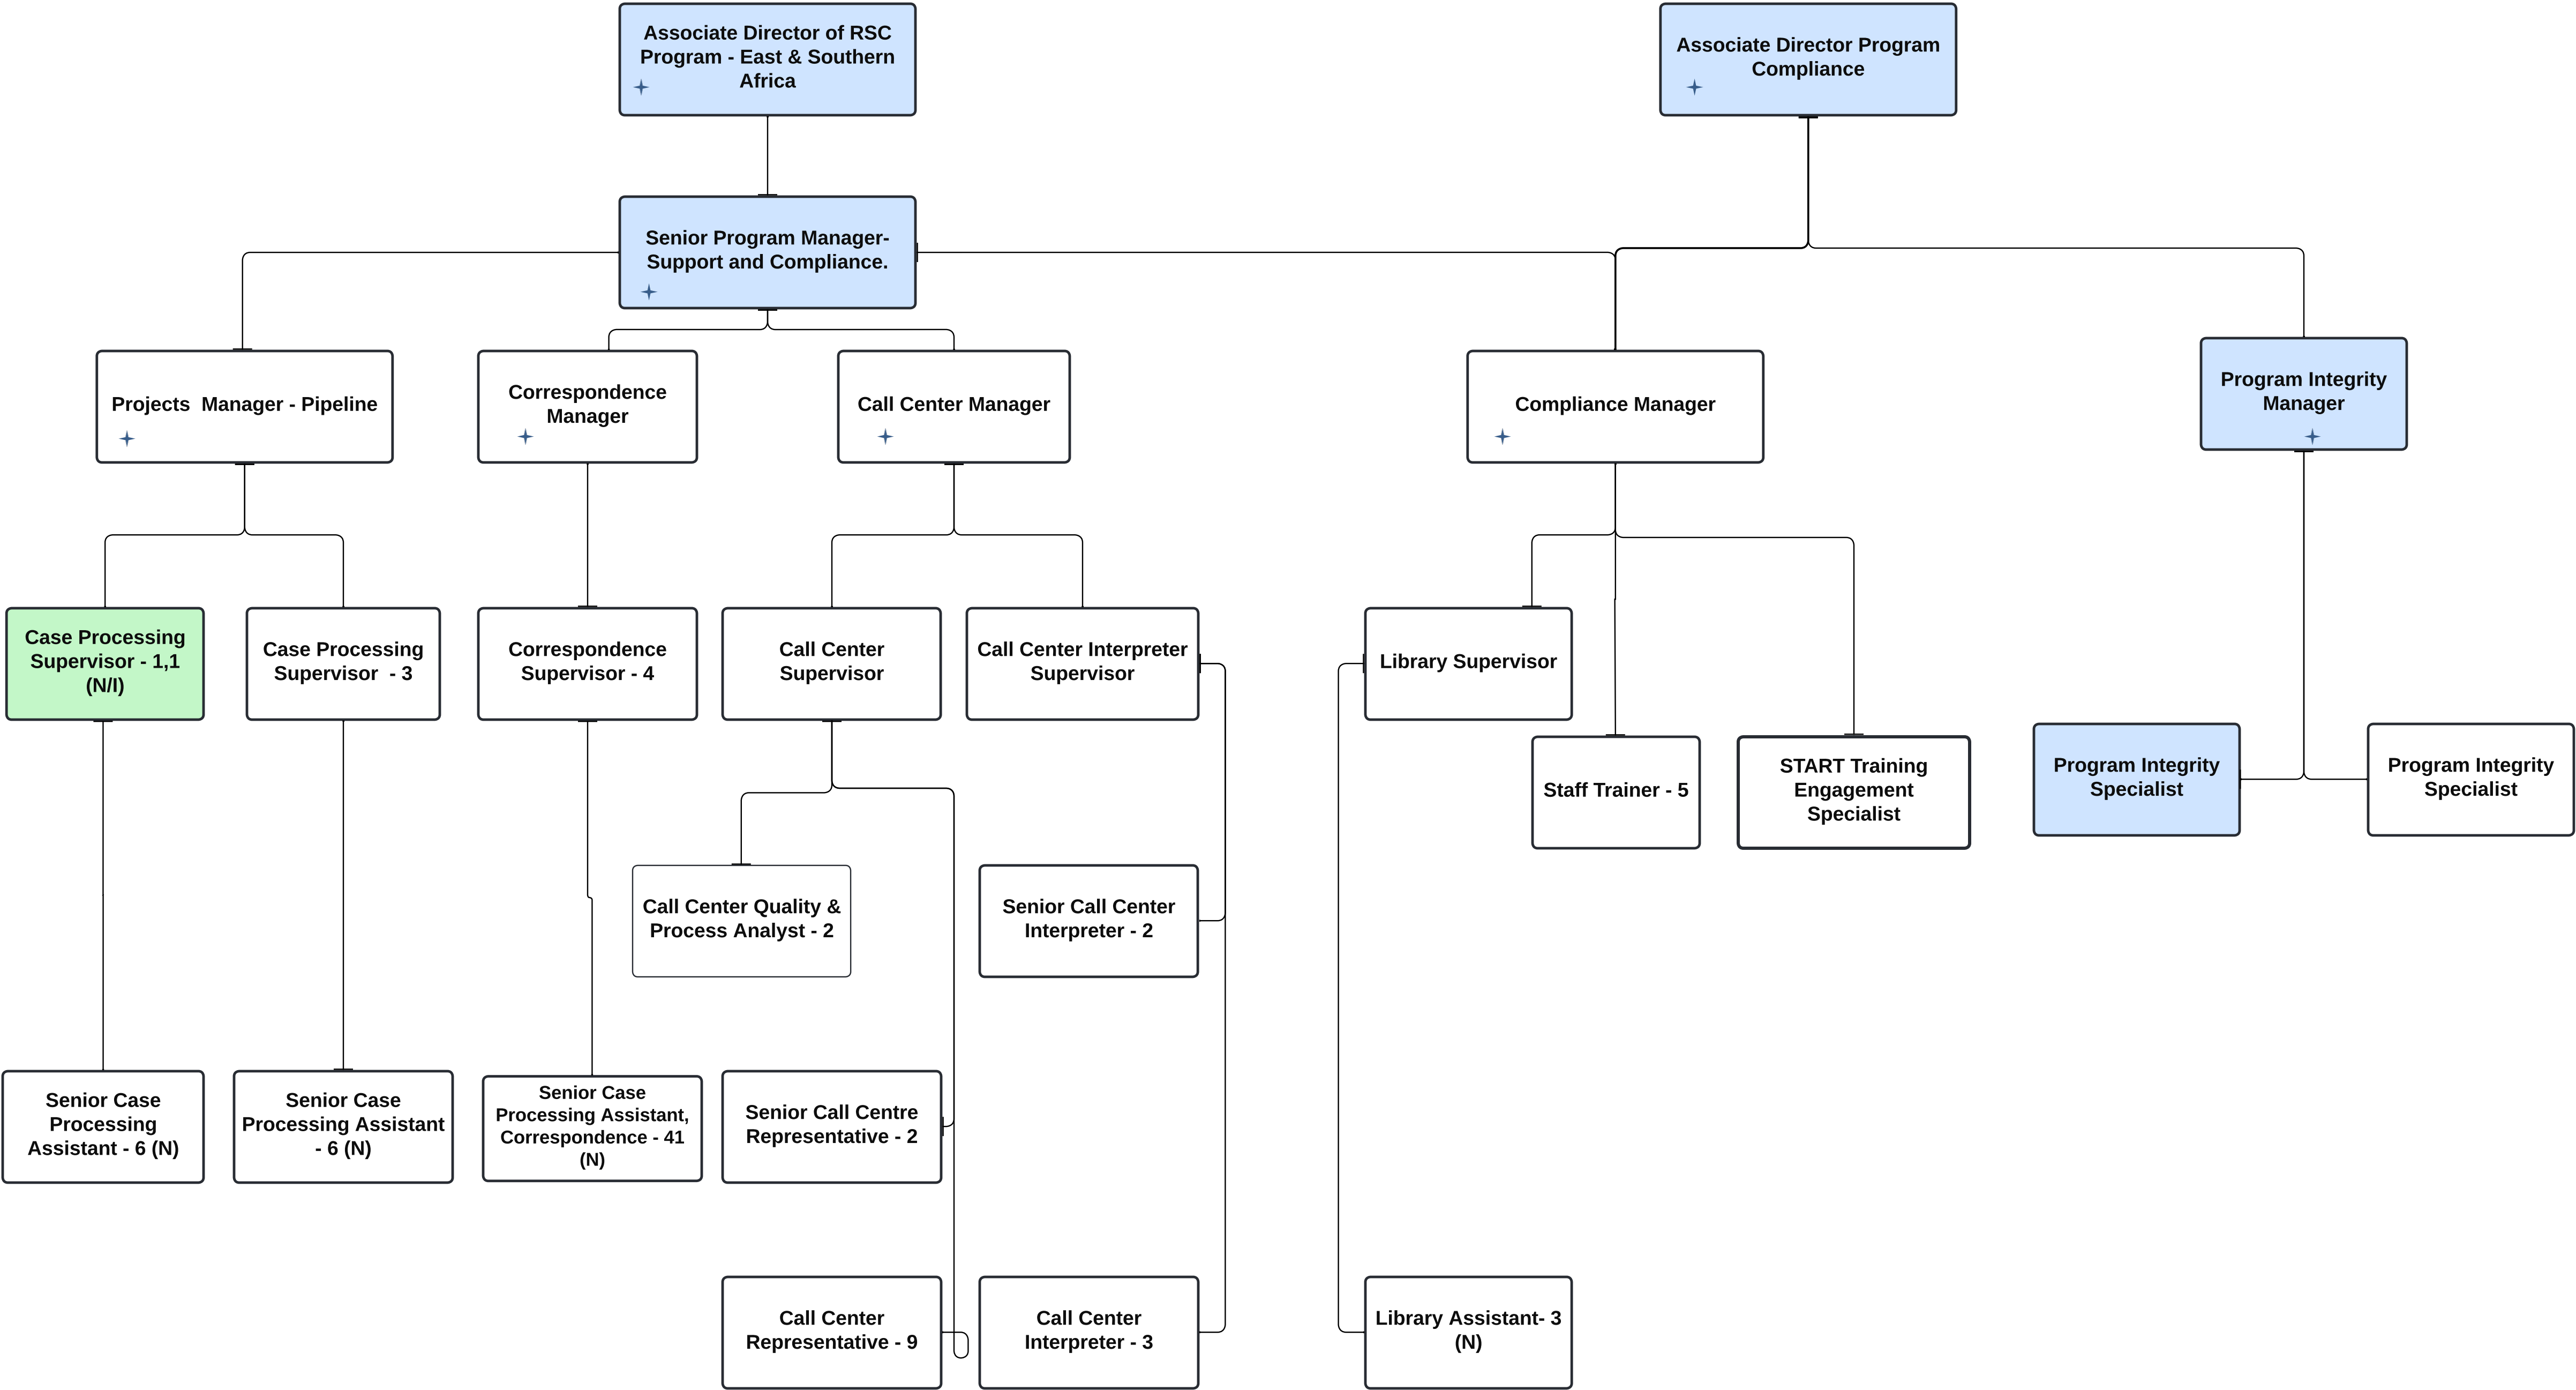 Associate Director of RSC
Program - East & Southern
Africa
Associate Director Program
Compliance
Senior Program Manager-
Support and Compliance.
Projects  Manager - Pipeline
Correspondence
Manager
Call Center Manager
Compliance Manager
Program Integrity
Manager
Case Processing
Supervisor - 1,1
(N/I)
Case Processing
Supervisor  - 3
Correspondence
Supervisor - 4
Call Center
Supervisor
Call Center Interpreter
Supervisor
Library Supervisor
Staff Trainer - 5
START Training
Engagement
Specialist
Program Integrity
Specialist
Program Integrity
Specialist
Call Center Quality &
Process Analyst - 2
Senior Call Center
Interpreter - 2
Senior Case
Processing
Assistant - 6 (N)
Senior Case
Processing Assistant
- 6 (N)
Senior Case
Processing Assistant,
Correspondence - 41
(N)
Senior Call Centre
Representative - 2
Call Center
Representative - 9
Call Center
Interpreter - 3
Library Assistant- 3
(N)